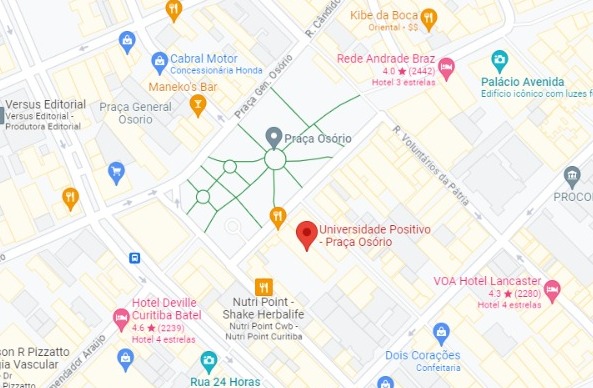 Kibe da Boca
Oriental - $$
R. Cândido
Cabral Motor
Concessionária Honda
Rede Andrade Braz
4.0 ★ (2442)
Hotel 3 estrelas
Palácio Avenida
Edifício icônico com luzes f
Maneko's Bar
Praça Gen. Osório
Versus Editorial
Versus Editorial -
Produtora Editorial
Praça General
Osorio
Praça Osório
R. Voluntários da Pátria
PROCO
Universidade Positivo
- Praça Osório
VOA Hotel Lancaster
4.3 ★ (2280)
Hotel 4 estrelas
Hotel Deville
Curitiba Batel
4.6 ★ (2239)
Hotel 4 estrelas
Nutri Point -
Shake Herbalife
Nutri Point Cwb -
Nutri Point Curitiba
son R Pizzatto
gia Vascular
- Dr
Pizzatto
mendador Araújo
Rua 24 Horas
Dois Corações
Confeitaria